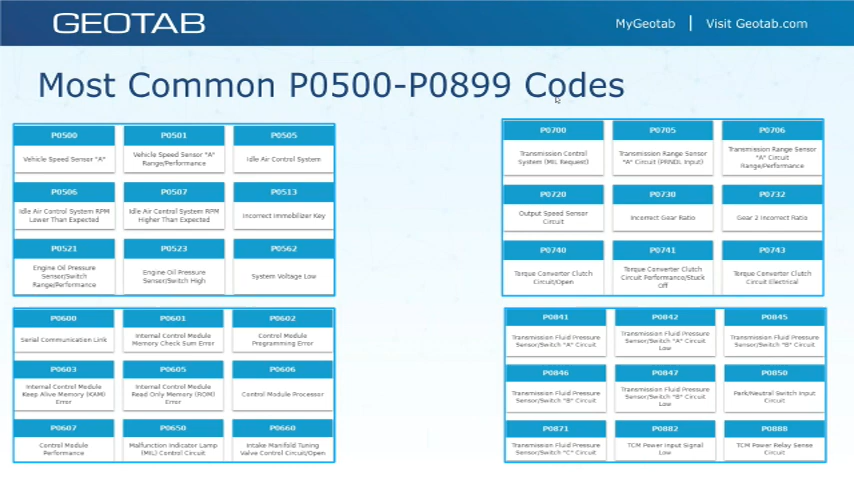 GEOTAB
MyGeotab | Visit Geotab.com
Most Common P0500-P0899 Codes
P0500
Vehicle Speed Sensor "A"
P0501
Vehicle Speed Sensor "A"
Range/Performance
P0505
Idle Air Control System
P0506
Idle Air Control System RPM
Lower Than Expected
P0507
Idle Air Control System RPM
Higher Than Expected
P0513
Incorrect Immobilizer Key
P0521
Engine Oil Pressure
Sensor/Switch
Range/Performance
P0523
Engine Oil Pressure
Sensor/Switch High
P0562
System Voltage Low
P0600
Serial Communication Link
P0601
Internal Control Module
Memory Check Sum Error
P0602
Control Module
Programming Error
P0603
Internal Control Module
Keep Alive Memory (KAM)
Error
P0605
Internal Control Module
Read Only Memory (ROM)
Error
P0606
Control Module Processor
P0607
Control Module
Performance
P0650
Malfunction Indicator Lamp
(MIL) Control Circuit
P0660
Intake Manifold Tuning
Valve Control Circuit/Open
P0700
Transmission Control
System (MIL Request)
P0705
Transmission Range Sensor
"A" Circuit (PRNDL Input)
P0706
Transmission Range Sensor
"A" Circuit
Range/Performance
P0720
Output Speed Sensor
Circuit
P0730
Incorrect Gear Ratio
P0732
Gear 2 Incorrect Ratio
P0740
Torque Converter Clutch
Circuit/Open
P0741
Torque Converter Clutch
Circuit Performance/Stuck
Off
P0743
Torque Converter Clutch
Circuit Electrical
P0841
Transmission Fluid Pressure
Sensor/Switch "A" Circuit
P0842
Transmission Fluid Pressure
Sensor/Switch "A" Circuit
Low
P0845
Transmission Fluid Pressure
Sensor/Switch "B" Circuit
P0846
Transmission Fluid Pressure
Sensor/Switch "B" Circuit
P0847
Transmission Fluid Pressure
Sensor/Switch "B" Circuit
Low
P0850
Park/Neutral Switch Input
Circuit
P0871
Transmission Fluid Pressure
Sensor/Switch "C" Circuit
P0882
TCM Power Input Signal
Low
P0888
TCM Power Relay Sense
Circuit